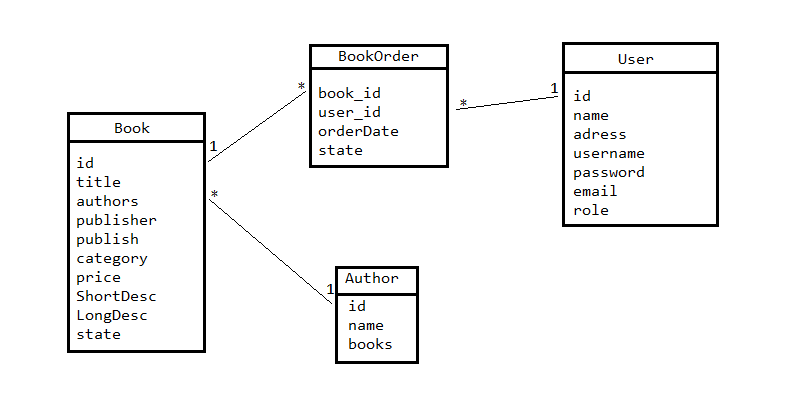 BookOrder
book_id
user_id
orderDate
state
User
id
name
adress
username
password
email
role
Book
id
title
authors
publisher
publish
category
price
ShortDesc
LongDesc
state
Author
id
name
books
1
*
*
1
*
1